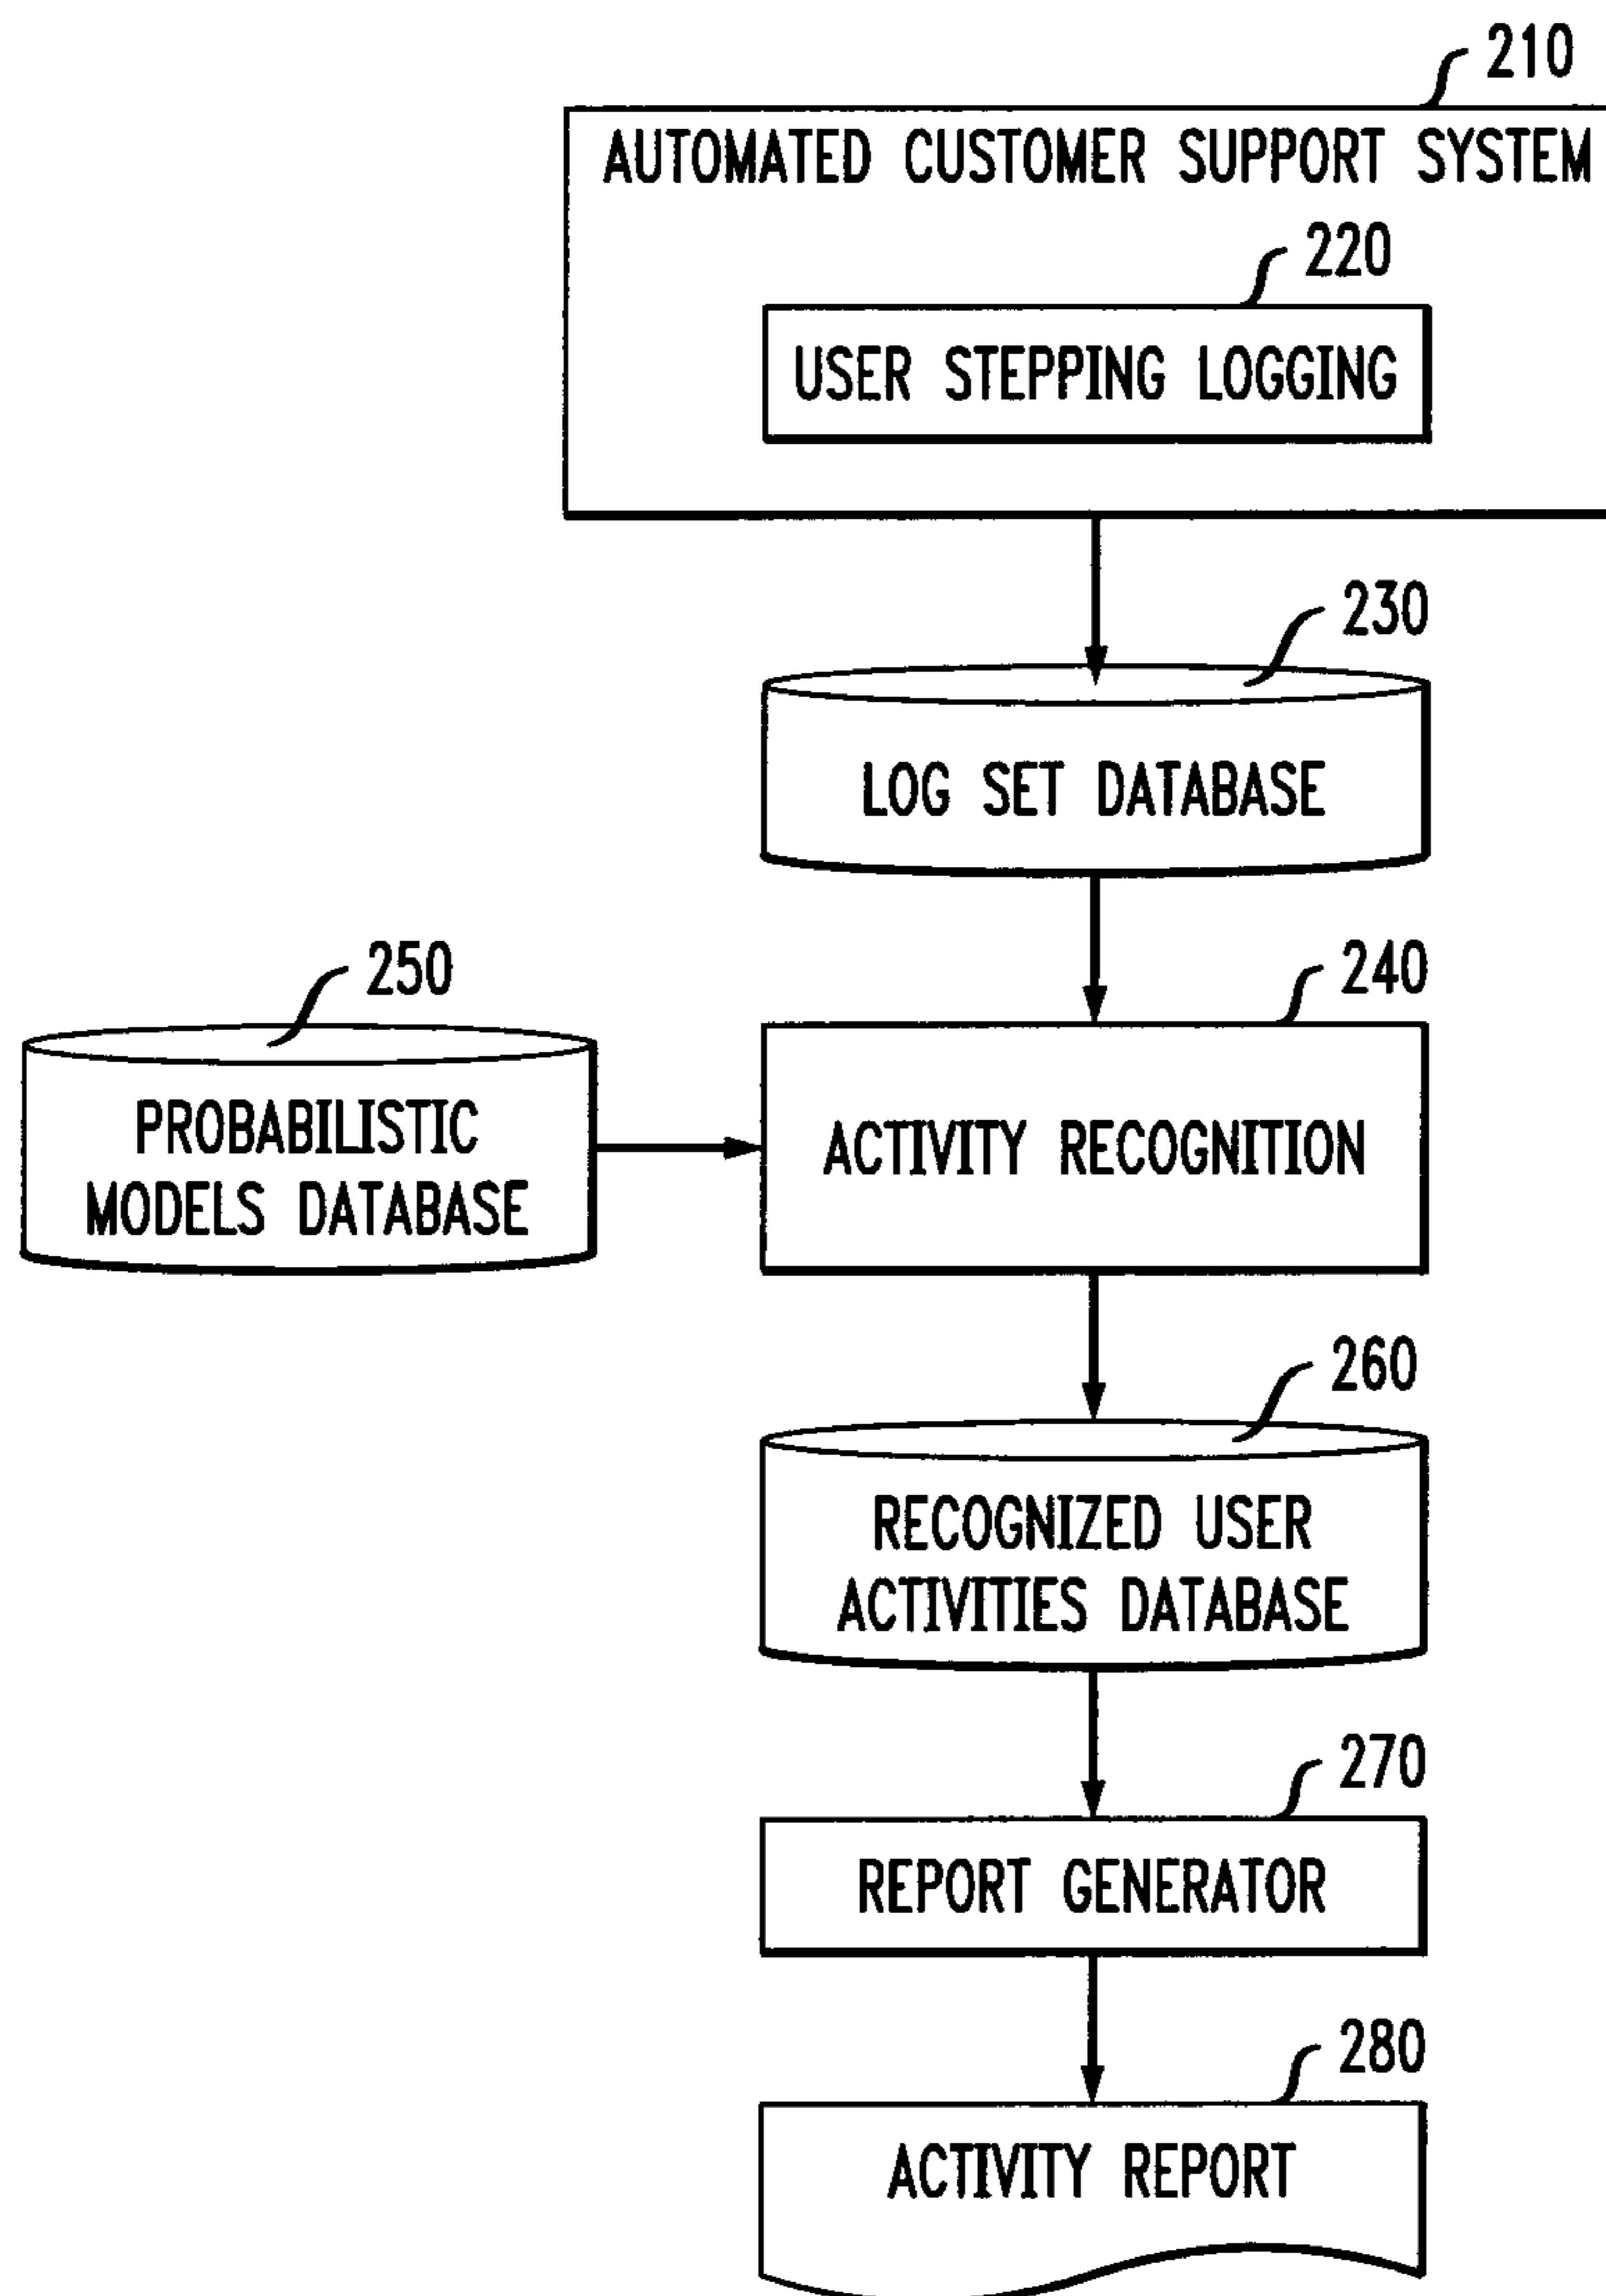 210
AUTOMATED CUSTOMER SUPPORT SYSTEM
220
USER STEPPING LOGGING
230
LOG SET DATABASE
250
240
PROBABILISTIC
MODELS DATABASE
ACTIVITY RECOGNITION
260
RECOGNIZED USER
ACTIVITIES DATABASE
270
REPORT GENERATOR
280
ACTIVITY REPORT